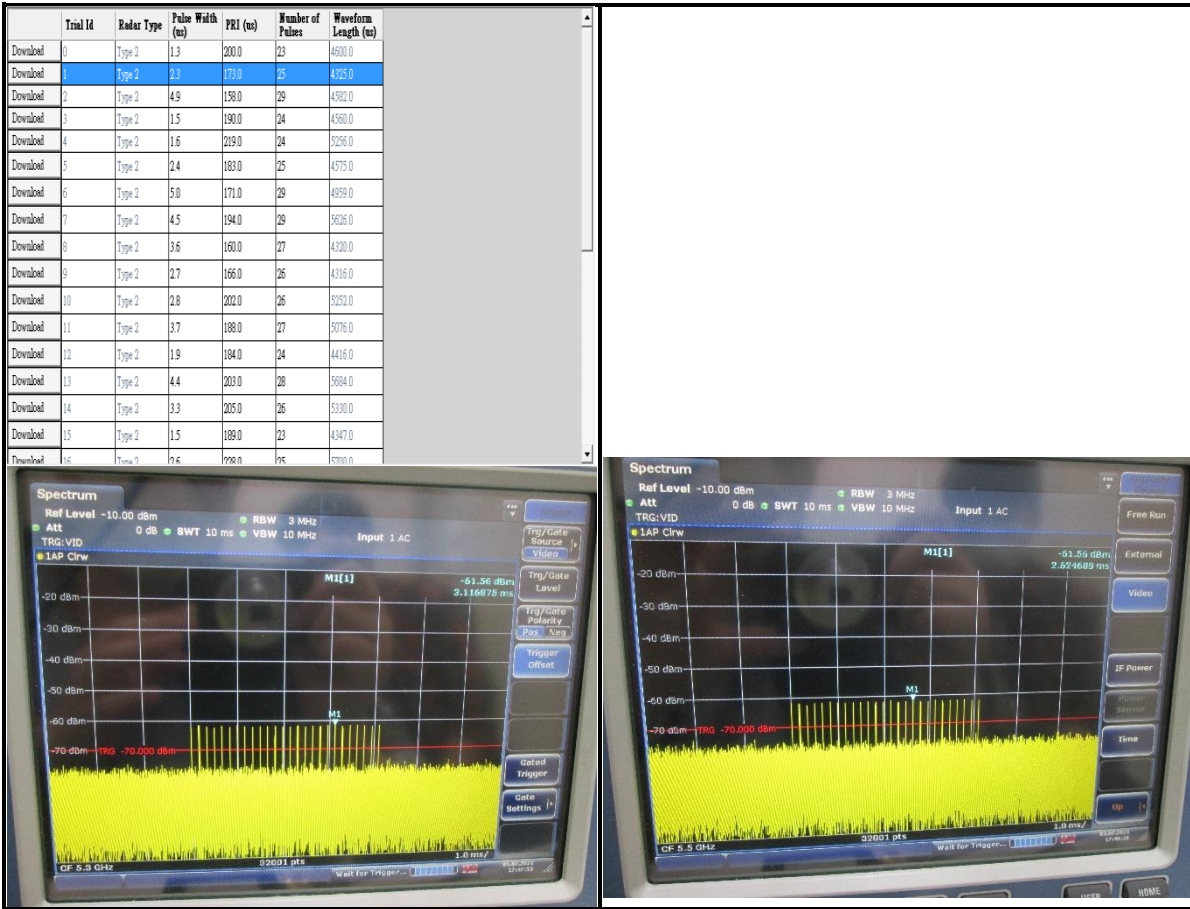 Trial Id Radar Type Pulse Width (us) PRI (us) Number of Pulses Waveform Length (us)
Download 0 Type 2 1.3 200.0 23 4600.0
Download 1 Type 2 2.3 173.0 25 4325.0
Download 2 Type 2 4.9 158.0 29 4582.0
Download 3 Type 2 1.5 190.0 24 4560.0
Download 4 Type 2 1.6 219.0 24 5256.0
Download 5 Type 2 2.4 183.0 25 4575.0
Download 6 Type 2 5.0 171.0 29 4959.0
Download 7 Type 2 4.5 194.0 29 5626.0
Download 8 Type 2 3.6 160.0 27 4320.0
Download 9 Type 2 2.7 166.0 26 4316.0
Download 10 Type 2 2.8 202.0 26 5252.0
Download 11 Type 2 3.7 188.0 27 5076.0
Download 12 Type 2 1.9 184.0 24 4416.0
Download 13 Type 2 4.4 203.0 28 5684.0
Download 14 Type 2 3.3 205.0 26 5330.0
Download 15 Type 2 1.5 189.0 23 4347.0
Download 16 Type 2 2.6 228.0 25 5700.0
Spectrum
Ref Level -10.00 dBm RBW 3 MHz
Att 0 dB SWT 10 ms VBW 10 MHz Input 1 AC
TRG:VID
1AP Clrw
M1[1] -61.56 dBm
3.116875 ms
-20 dBm
-30 dBm
-40 dBm
-50 dBm
-60 dBm
M1
-70 dBm TRG -70.000 dBm
CF 5.3 GHz 32001 pts 1.0 ms/
Wait for Trigger...
Trg/Gate Source
Video
Trg/Gate Level
Trg/Gate Polarity
Pos Neg
Trigger Offset
Gated Trigger
Gate Settings
Spectrum
Ref Level -10.00 dBm RBW 3 MHz
Att 0 dB SWT 10 ms VBW 10 MHz Input 1 AC
TRG:VID
1AP Clrw
M1[1] -61.56 dBm
2.624688 ms
-20 dBm
-30 dBm
-40 dBm
-50 dBm
-60 dBm
M1
-70 dBm TRG -70.000 dBm
CF 5.5 GHz 32001 pts 1.0 ms/
Wait for Trigger...
Free Run
External
Video
IF Power
Power Sensor
Time
Up
USER HOME